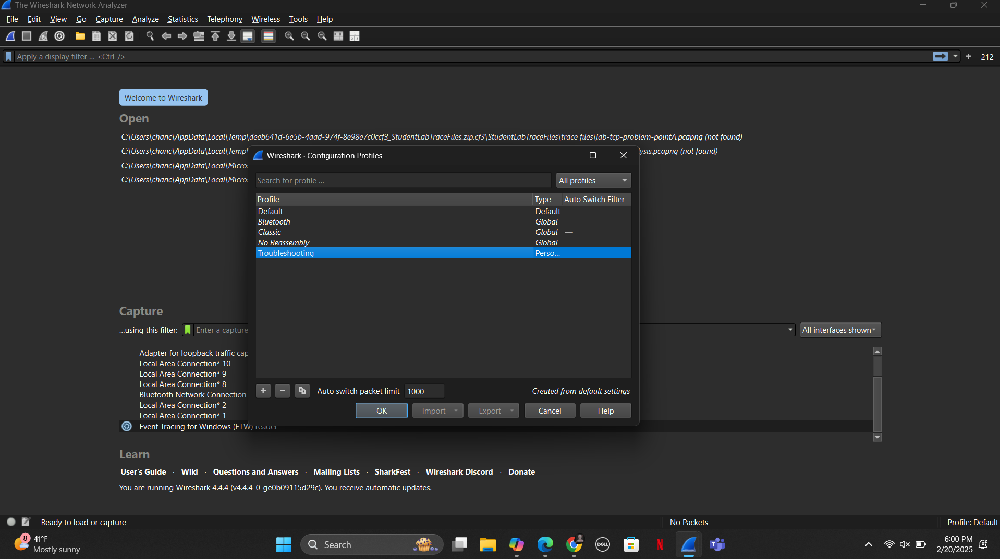 The Wireshark Network Analyzer
File Edit View Go Capture Analyze Statistics Telephony Wireless Tools Help
Apply a display filter ... <Ctrl-/>
212
Welcome to Wireshark
Open
C:\Users\chanc\AppData\Local\Temp\deeb641d-6e5b-4aad-974f-8e98e7c0ccf3_StudentLabTraceFiles.zip.cf3\StudentLabTraceFiles\trace files\lab-tcp-problem-pointA.pcapng (not found)
C:\Users\chanc\AppData\Local\Temp\ ysis.pcapng (not found)
C:\Users\chanc\AppData\Local\Micros
C:\Users\chanc\AppData\Local\Micros
Wireshark · Configuration Profiles
Search for profile ...
All profiles
Profile Type Auto Switch Filter
Default Default
Bluetooth Global —
Classic Global —
No Reassembly Global —
Troubleshooting Perso...
Auto switch packet limit 1000
Created from default settings
OK Import Export Cancel Help
Capture
...using this filter: Enter a capture
All interfaces shown
Adapter for loopback traffic cap
Local Area Connection* 10
Local Area Connection* 9
Local Area Connection* 8
Bluetooth Network Connection
Local Area Connection* 2
Local Area Connection* 1
Event Tracing for Windows (ETW) reader
Learn
User's Guide · Wiki · Questions and Answers · Mailing Lists · SharkFest · Wireshark Discord · Donate
You are running Wireshark 4.4.4 (v4.4.4-0-ge0b09115d29c). You receive automatic updates.
Ready to load or capture
No Packets
Profile: Default
8
41°F
Mostly sunny
Search
DELL
N
T
6:00 PM
2/20/2025